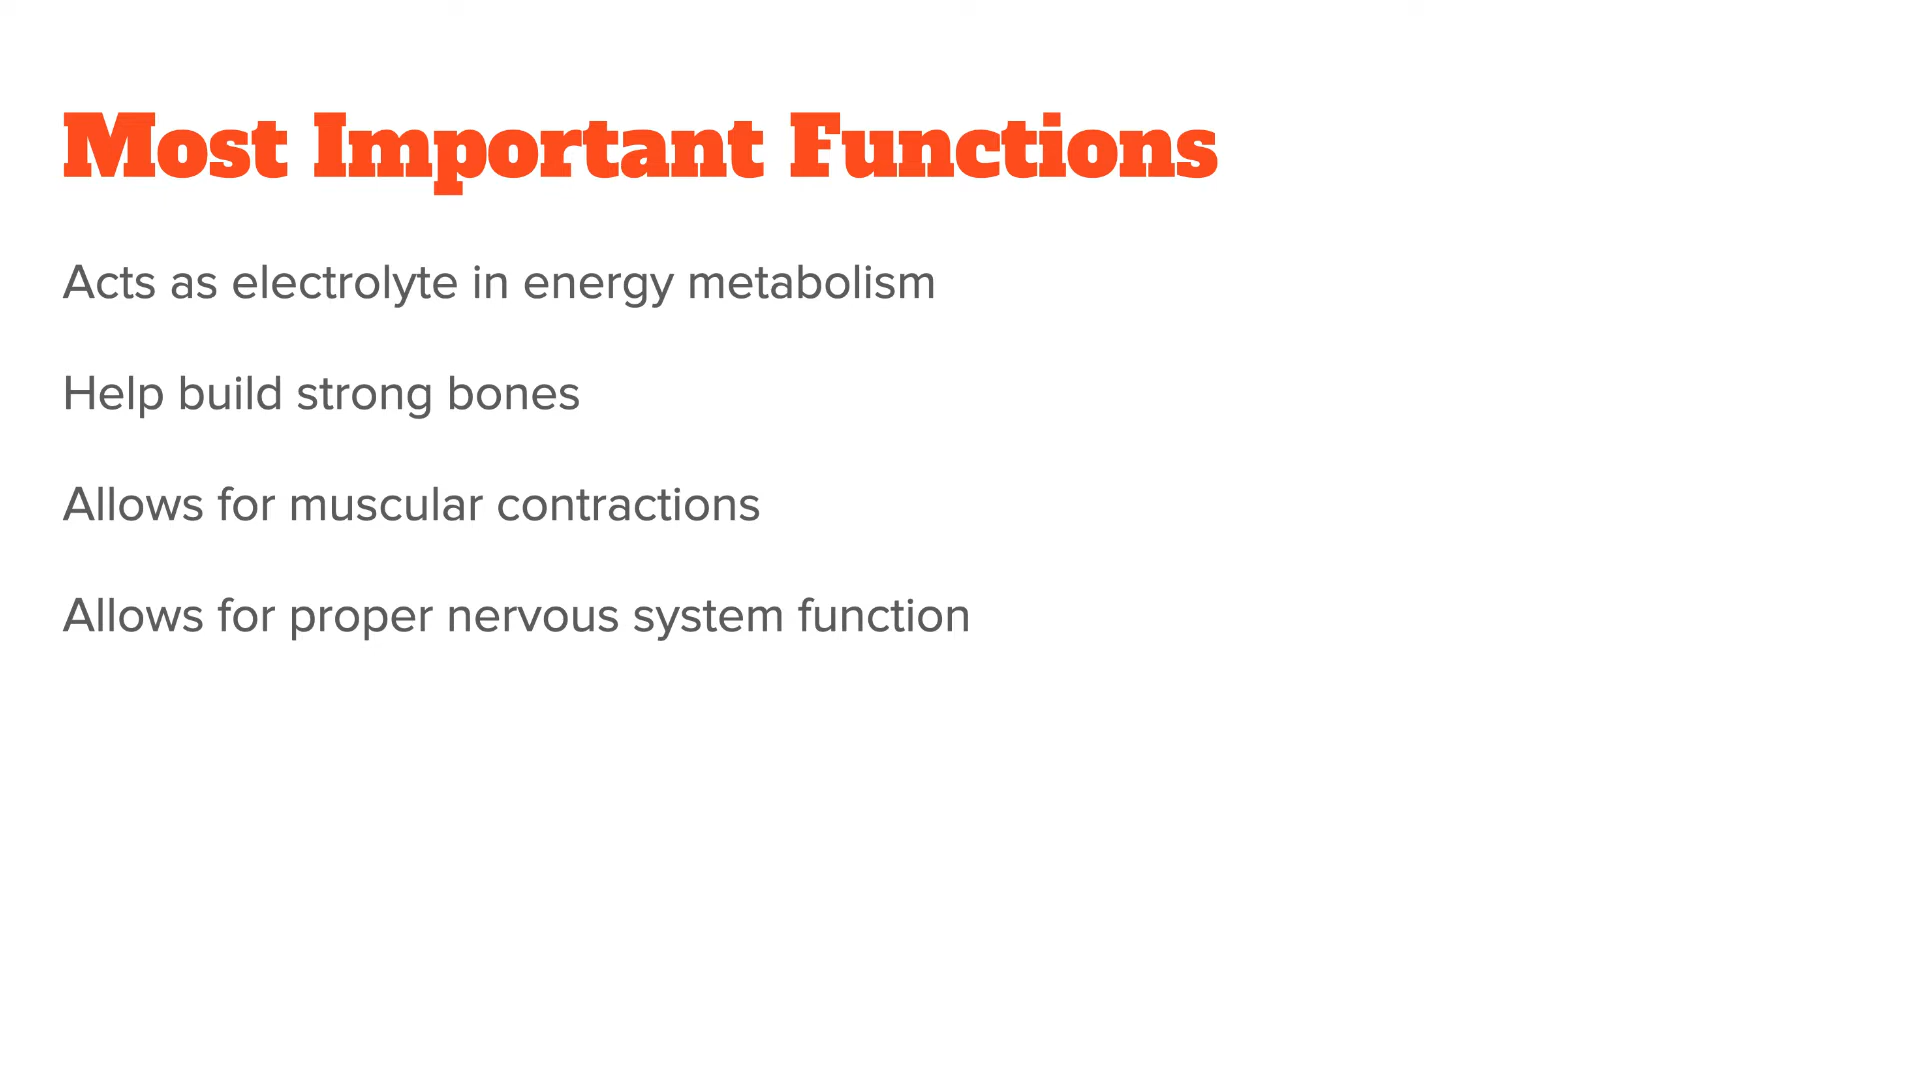 Most Important Functions
Acts as electrolyte in energy metabolism
Help build strong bones
Allows for muscular contractions
Allows for proper nervous system function